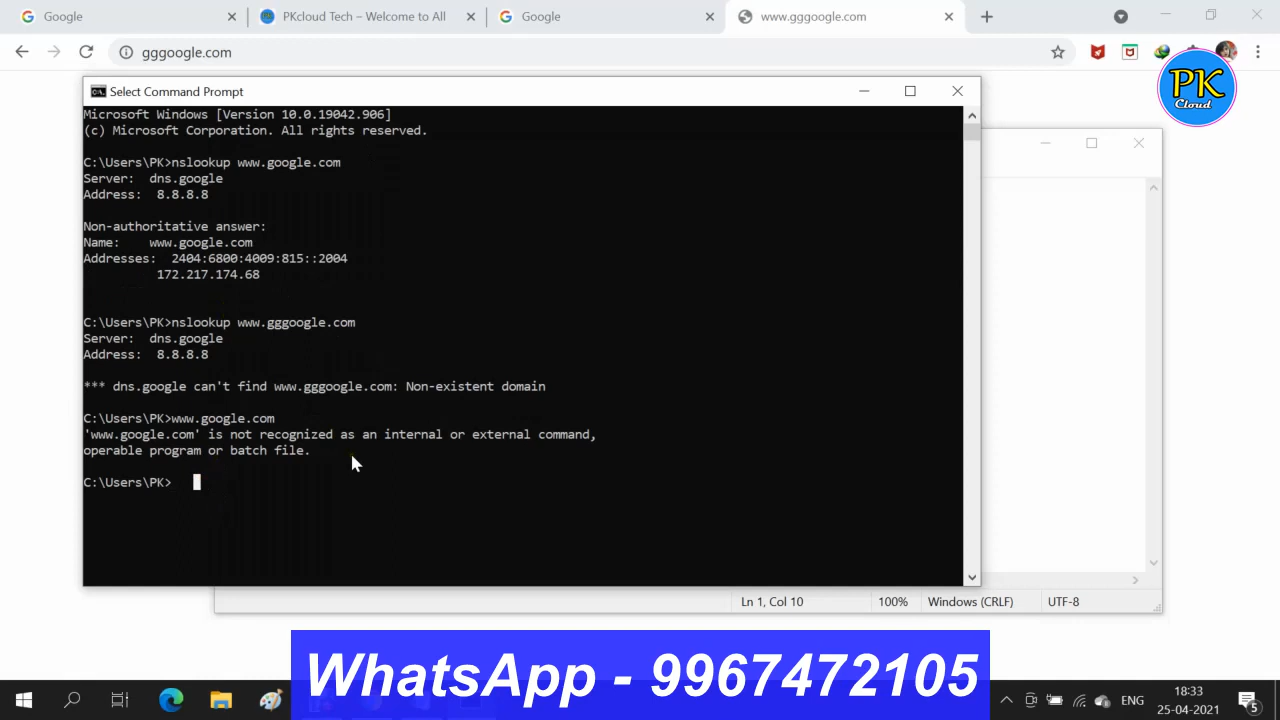 Google
PKcloud Tech – Welcome to All
Google
www.gggoogle.com
gggoogle.com
PK
Cloud
Select Command Prompt
Microsoft Windows [Version 10.0.19042.906]
(c) Microsoft Corporation. All rights reserved.
C:\Users\PK>nslookup www.google.com
Server: dns.google
Address: 8.8.8.8
Non-authoritative answer:
Name: www.google.com
Addresses: 2404:6800:4009:815::2004
172.217.174.68
C:\Users\PK>nslookup www.gggoogle.com
Server: dns.google
Address: 8.8.8.8
*** dns.google can't find www.gggoogle.com: Non-existent domain
C:\Users\PK>www.google.com
'www.google.com' is not recognized as an internal or external command,
operable program or batch file.
C:\Users\PK>
Ln 1, Col 10 100% Windows (CRLF) UTF-8
WhatsApp - 9967472105
ENG
18:33
25-04-2021
5